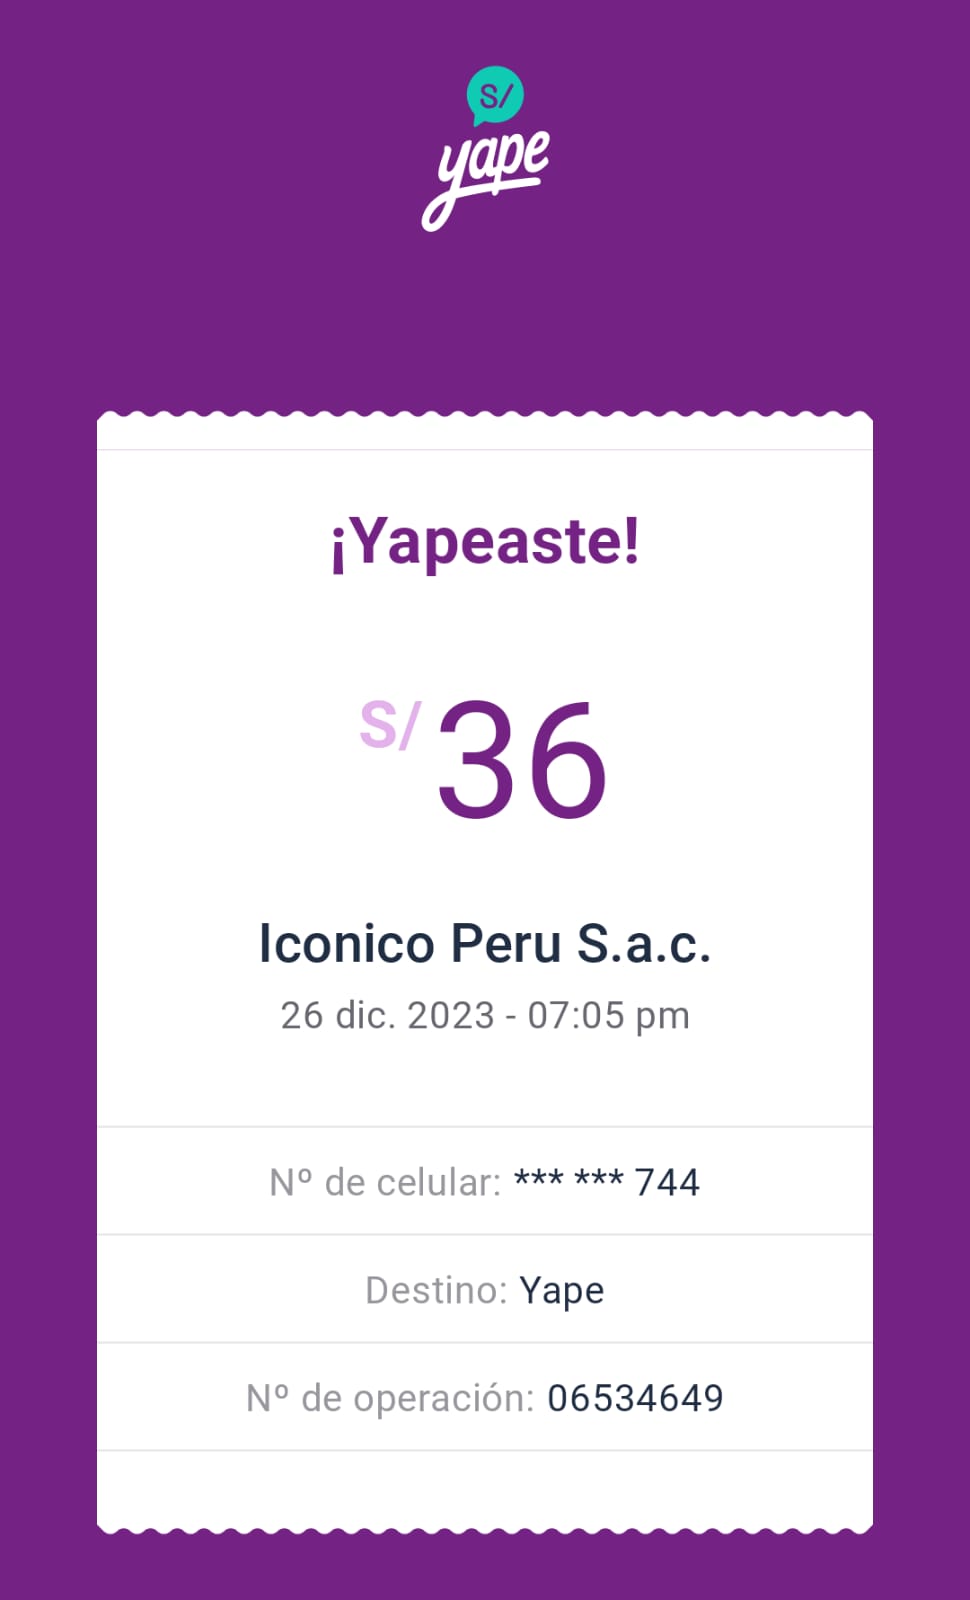 S/
yape
¡Yapeaste!
S/ 36
Iconico Peru S.a.c.
26 dic. 2023 - 07:05 pm
Nº de celular: *** *** 744
Destino: Yape
Nº de operación: 06534649